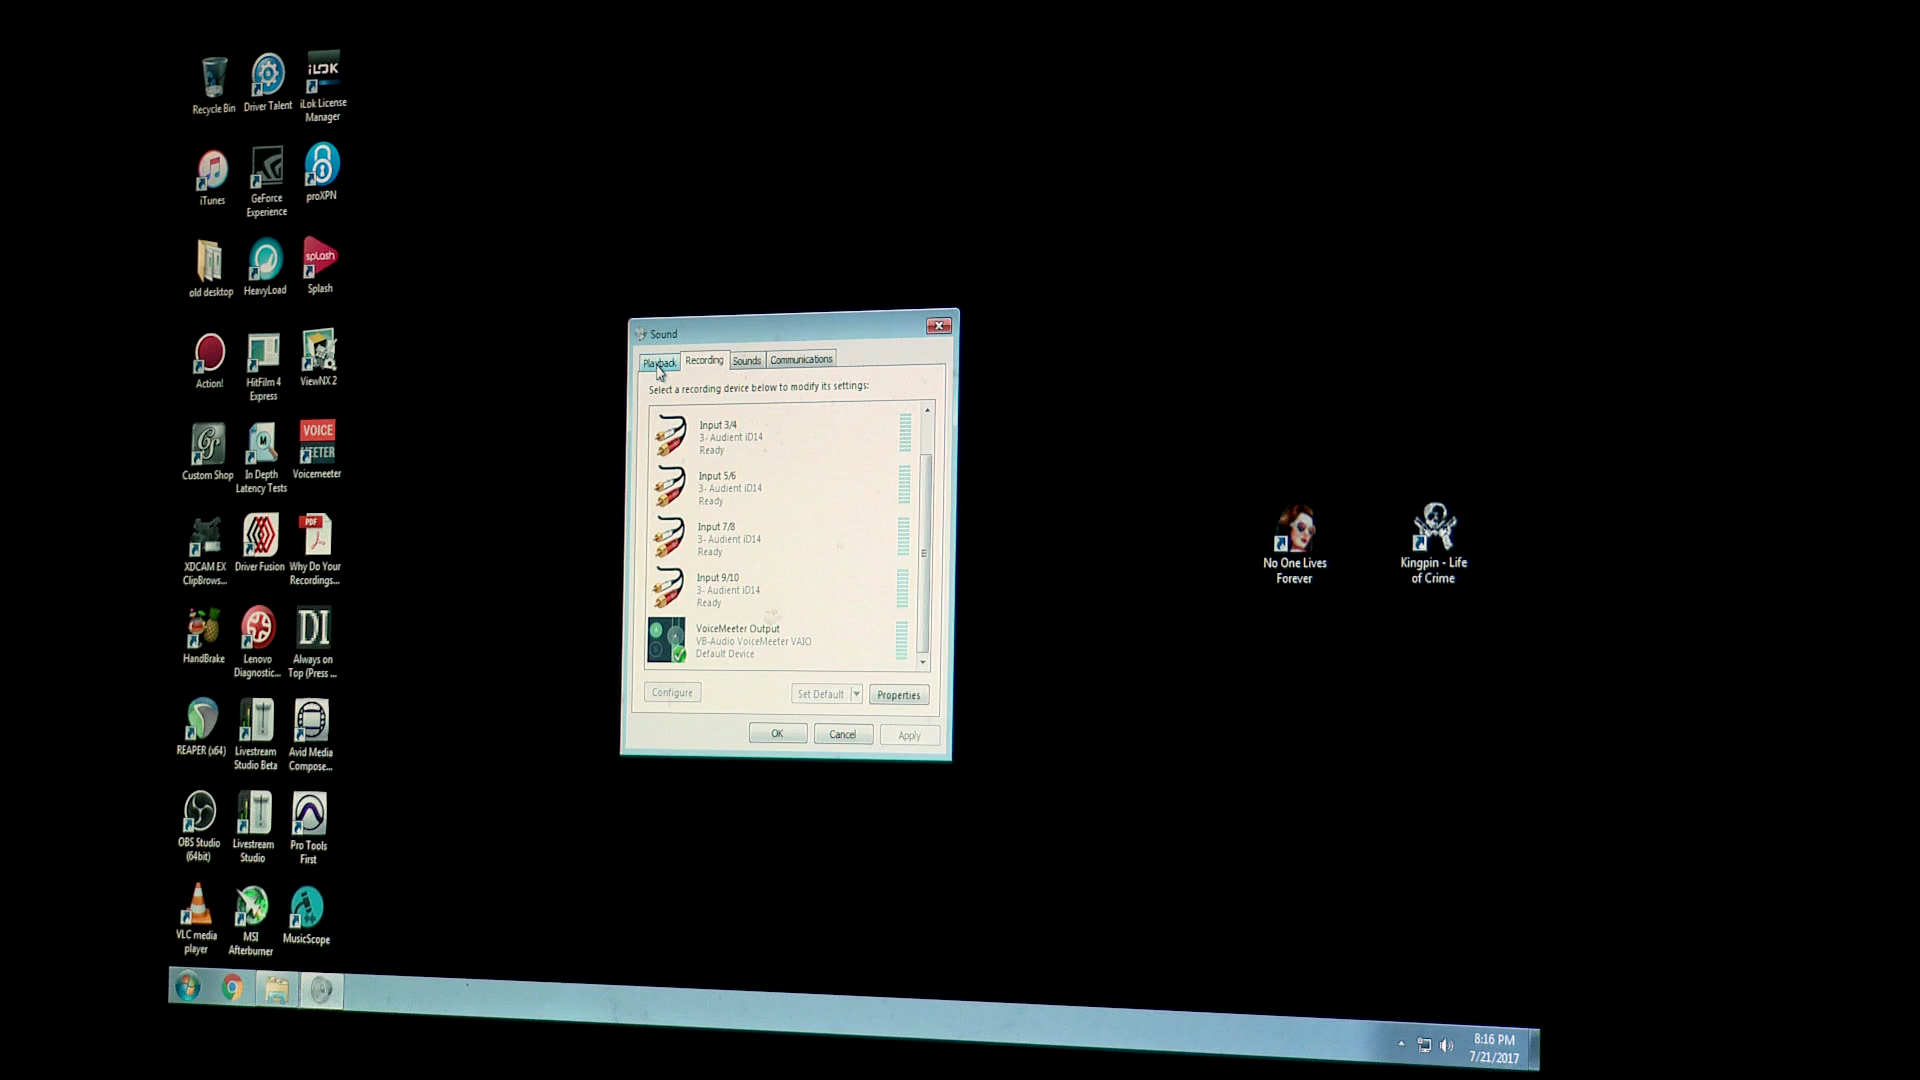 Recycle Bin
Driver Talent
iLOK
iLok License
Manager
iTunes
GeForce
Experience
proXPN
old desktop
HeavyLoad
splash
Splash
Action!
HitFilm 4
Express
ViewNX 2
Custom Shop
In Depth
Latency Tests
VOICE
MEETER
Voicemeeter
XDCAM EX
ClipBrows...
Driver Fusion
PDF
Why Do Your
Recordings...
HandBrake
Lenovo
Diagnostic...
DI
Always on
Top (Press ...
REAPER (x64)
Livestream
Studio Beta
Avid Media
Compose...
OBS Studio
(64bit)
Livestream
Studio
Pro Tools
First
VLC media
player
MSI
Afterburner
MusicScope
Sound
Playback
Recording
Sounds
Communications
Select a recording device below to modify its settings:
Input 3/4
3- Audient iD14
Ready
Input 5/6
3- Audient iD14
Ready
Input 7/8
3- Audient iD14
Ready
Input 9/10
3- Audient iD14
Ready
VoiceMeeter Output
VB-Audio VoiceMeeter VAIO
Default Device
Configure
Set Default
Properties
OK
Cancel
Apply
No One Lives
Forever
Kingpin - Life
of Crime
8:16 PM
7/21/2017